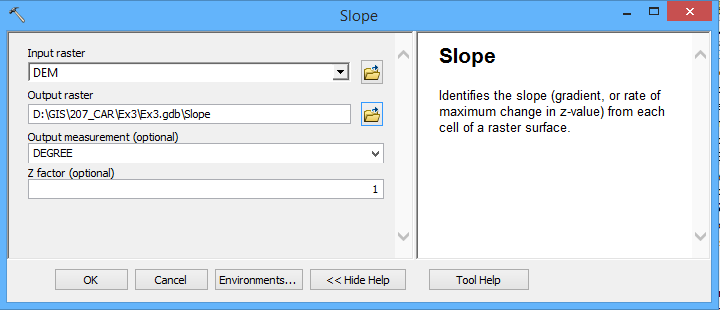 Slope
Input raster
DEM
Output raster
D:\GIS\207_CAR\Ex3\Ex3.gdb\Slope
Output measurement (optional)
DEGREE
Z factor (optional)
1
Slope
Identifies the slope (gradient, or rate of
maximum change in z-value) from each
cell of a raster surface.
OK
Cancel
Environments...
<< Hide Help
Tool Help